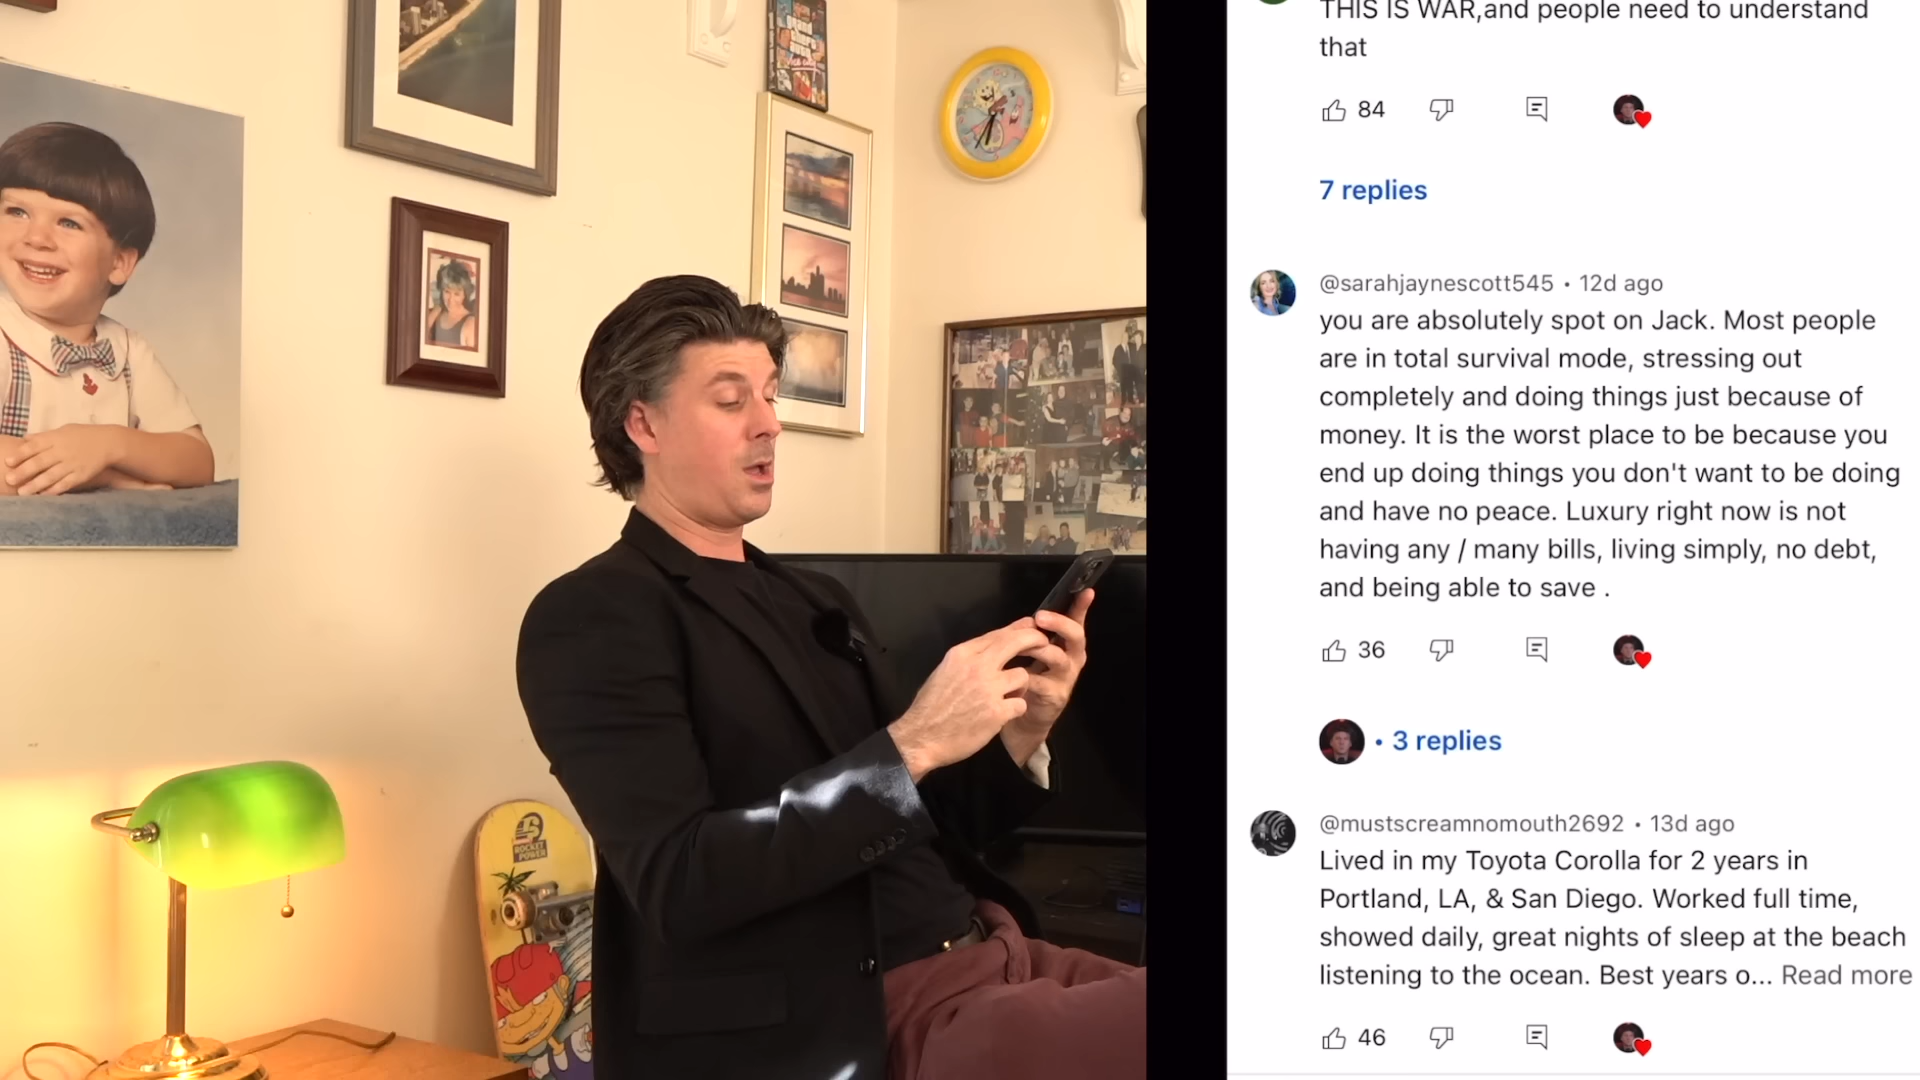 THIS IS WAR,and people need to understand
that
84
7 replies
@sarahjaynescott545 • 12d ago
you are absolutely spot on Jack. Most people
are in total survival mode, stressing out
completely and doing things just because of
money. It is the worst place to be because you
end up doing things you don't want to be doing
and have no peace. Luxury right now is not
having any / many bills, living simply, no debt,
and being able to save .
36
• 3 replies
@mustscreamnomouth2692 • 13d ago
Lived in my Toyota Corolla for 2 years in
Portland, LA, & San Diego. Worked full time,
showed daily, great nights of sleep at the beach
listening to the ocean. Best years o... Read more
46
ROCKET
POWER